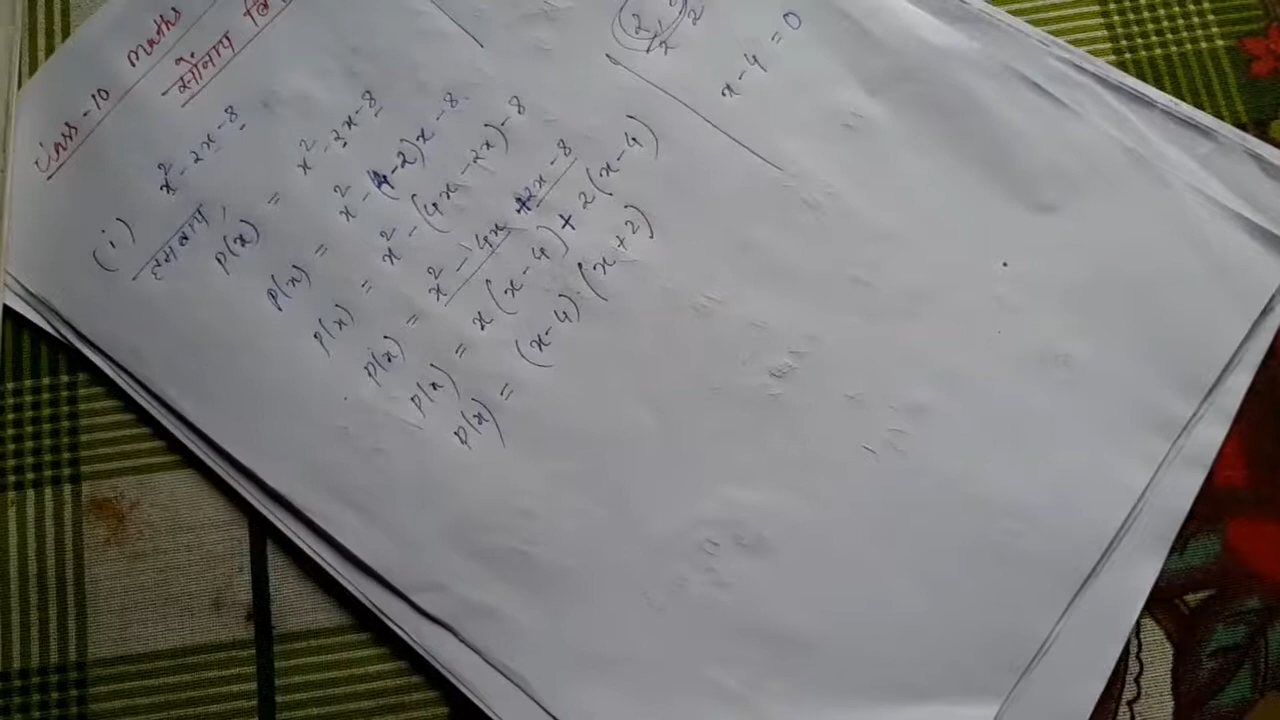 Class-10 Maths
(i) x² - 2x - 8
P(x) = x² - 2x - 8
P(x) = x² - (4-2)x - 8
P(x) = x² - (4x - 2x) - 8
P(x) = x² - 4x + 2x - 8
P(x) = x(x-4) + 2(x-4)
P(x) = (x-4).(x+2)
x - 4 = 0